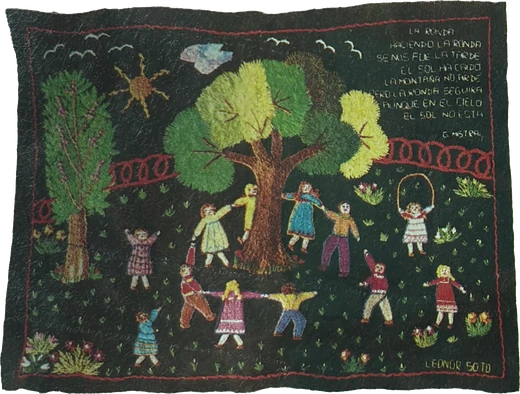 LA RONDA
HACIENDO LA RONDA
SE NOS FUE LA TARDE
EL SOL HA CAIDO
LA MONTAÑA NO ARDE
PERO LA RONDA SEGUIRA
AUNQUE EN EL CIELO
EL SOL NO ESTA
G. MISTRAL
LEONOR SOTO